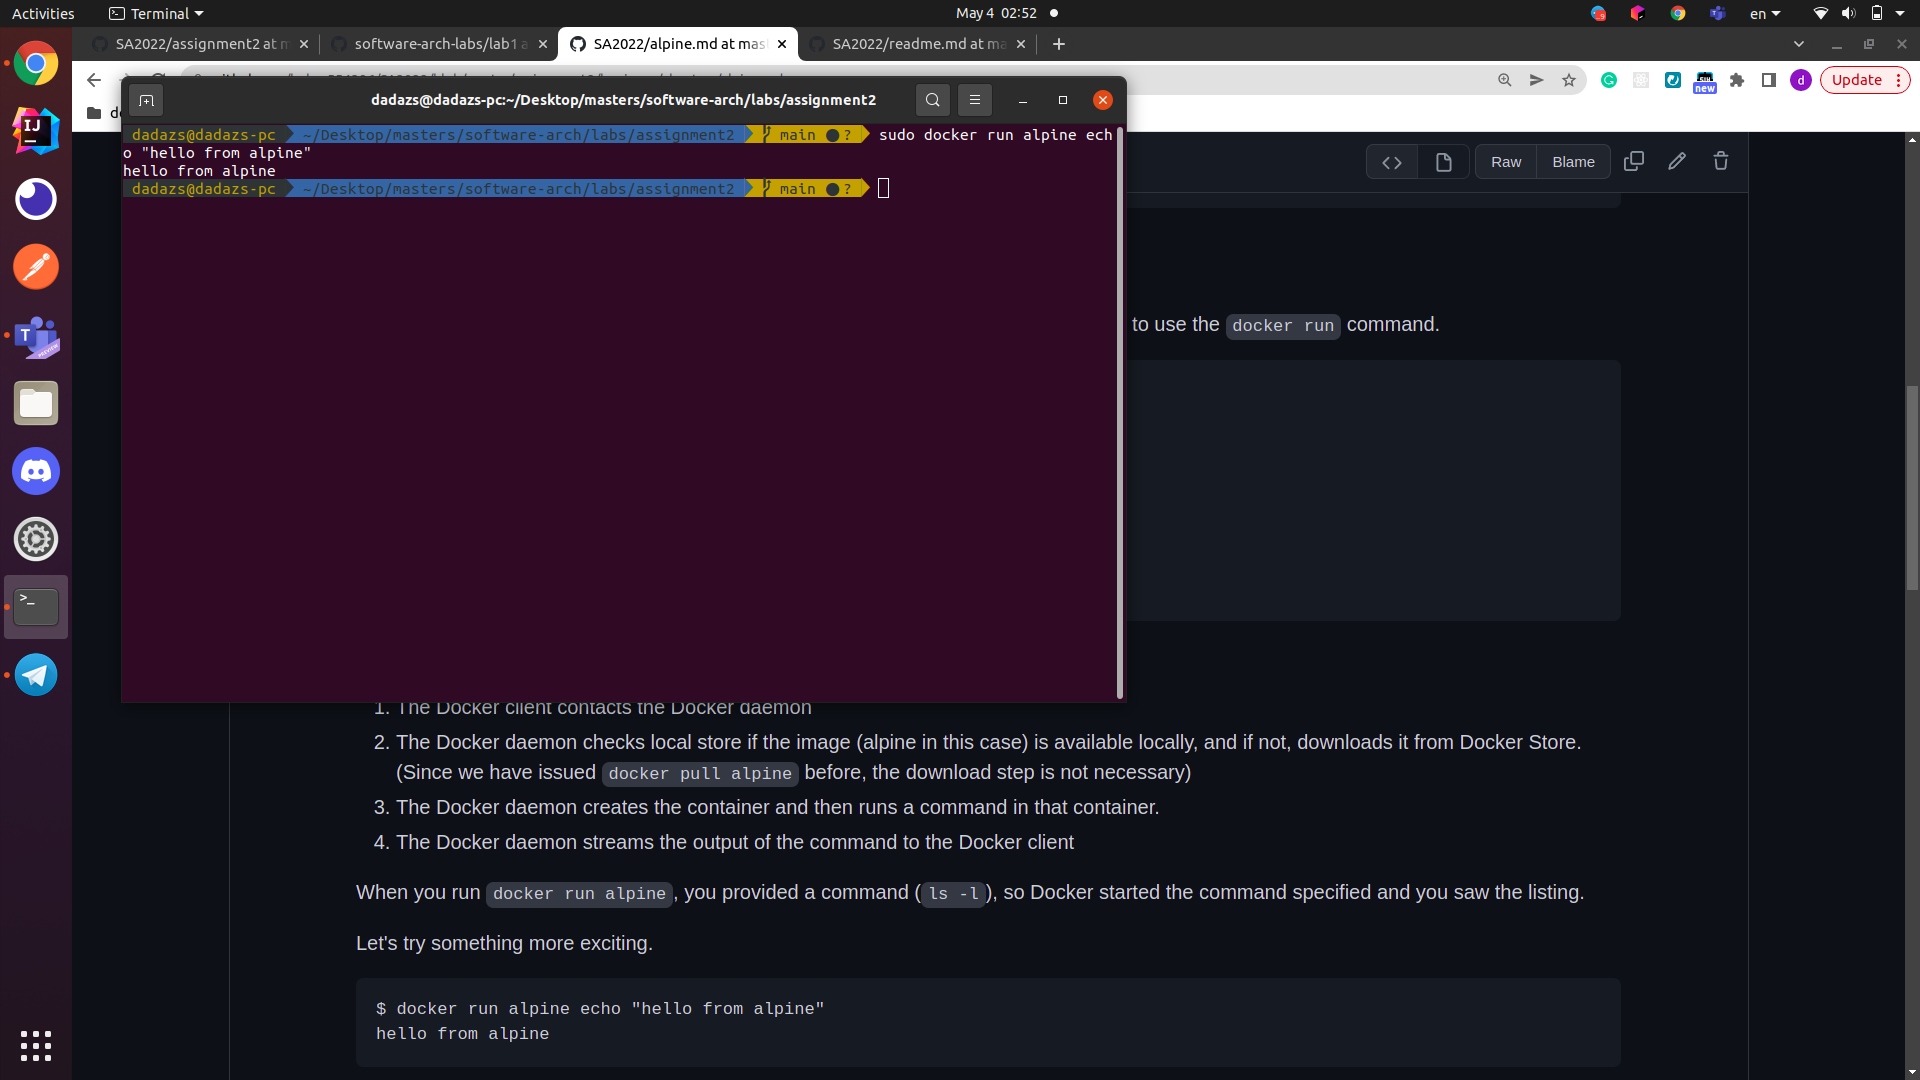 Activities
Terminal
May 4 02:52
en
SA2022/assignment2 at m
software-arch-labs/lab1 a
SA2022/alpine.md at mas
SA2022/readme.md at ma
new
d
Update
dadazs@dadazs-pc:~/Desktop/masters/software-arch/labs/assignment2
dadazs@dadazs-pc ~/Desktop/masters/software-arch/labs/assignment2 main ●? sudo docker run alpine ech
o "hello from alpine"
hello from alpine
dadazs@dadazs-pc ~/Desktop/masters/software-arch/labs/assignment2 main ●?
Raw
Blame
to use the docker run command.
1. The Docker client contacts the Docker daemon
2. The Docker daemon checks local store if the image (alpine in this case) is available locally, and if not, downloads it from Docker Store.
(Since we have issued docker pull alpine before, the download step is not necessary)
3. The Docker daemon creates the container and then runs a command in that container.
4. The Docker daemon streams the output of the command to the Docker client
When you run docker run alpine, you provided a command (ls -l), so Docker started the command specified and you saw the listing.
Let's try something more exciting.
$ docker run alpine echo "hello from alpine"
hello from alpine